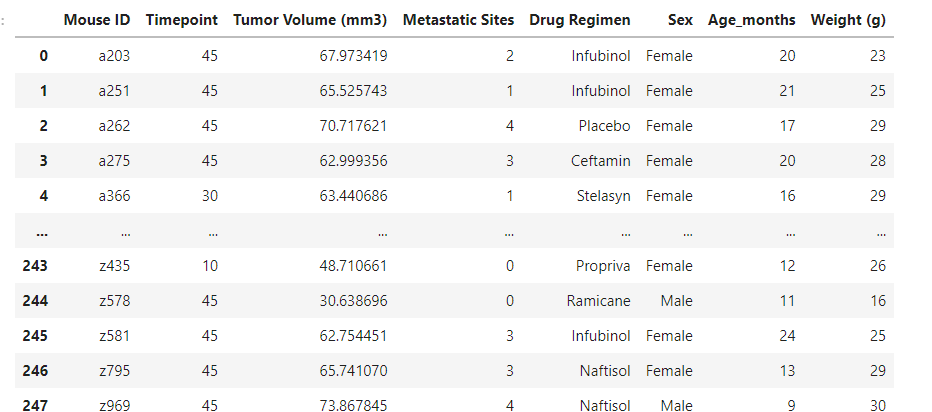 : Mouse ID Timepoint Tumor Volume (mm3) Metastatic Sites Drug Regimen Sex Age_months Weight (g)
0 a203 45 67.973419 2 Infubinol Female 20 23
1 a251 45 65.525743 1 Infubinol Female 21 25
2 a262 45 70.717621 4 Placebo Female 17 29
3 a275 45 62.999356 3 Ceftamin Female 20 28
4 a366 30 63.440686 1 Stelasyn Female 16 29
... ... ... ... ... ... ... ... ...
243 z435 10 48.710661 0 Propriva Female 12 26
244 z578 45 30.638696 0 Ramicane Male 11 16
245 z581 45 62.754451 3 Infubinol Female 24 25
246 z795 45 65.741070 3 Naftisol Female 13 29
247 z969 45 73.867845 4 Naftisol Male 9 30